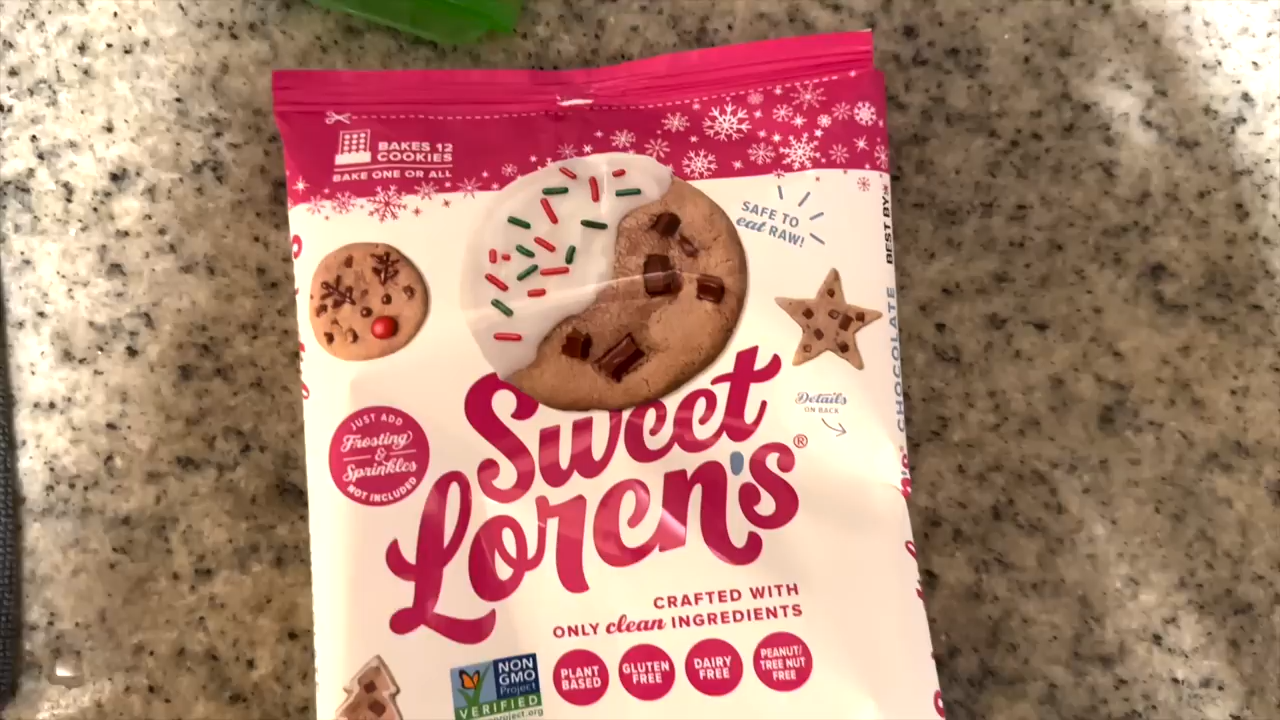 BAKES 12
COOKIES
BAKE ONE OR ALL
SAFE TO
eat RAW!
BEST BY
CHOCOLATE
JUST ADD
Frosting
&
Sprinkles
NOT INCLUDED
Details
ON BACK
Sweet
Loren's®
CRAFTED WITH
ONLY clean INGREDIENTS
NON
GMO
Project
VERIFIED
PLANT
BASED
GLUTEN
FREE
DAIRY
FREE
PEANUT/
TREE NUT
FREE